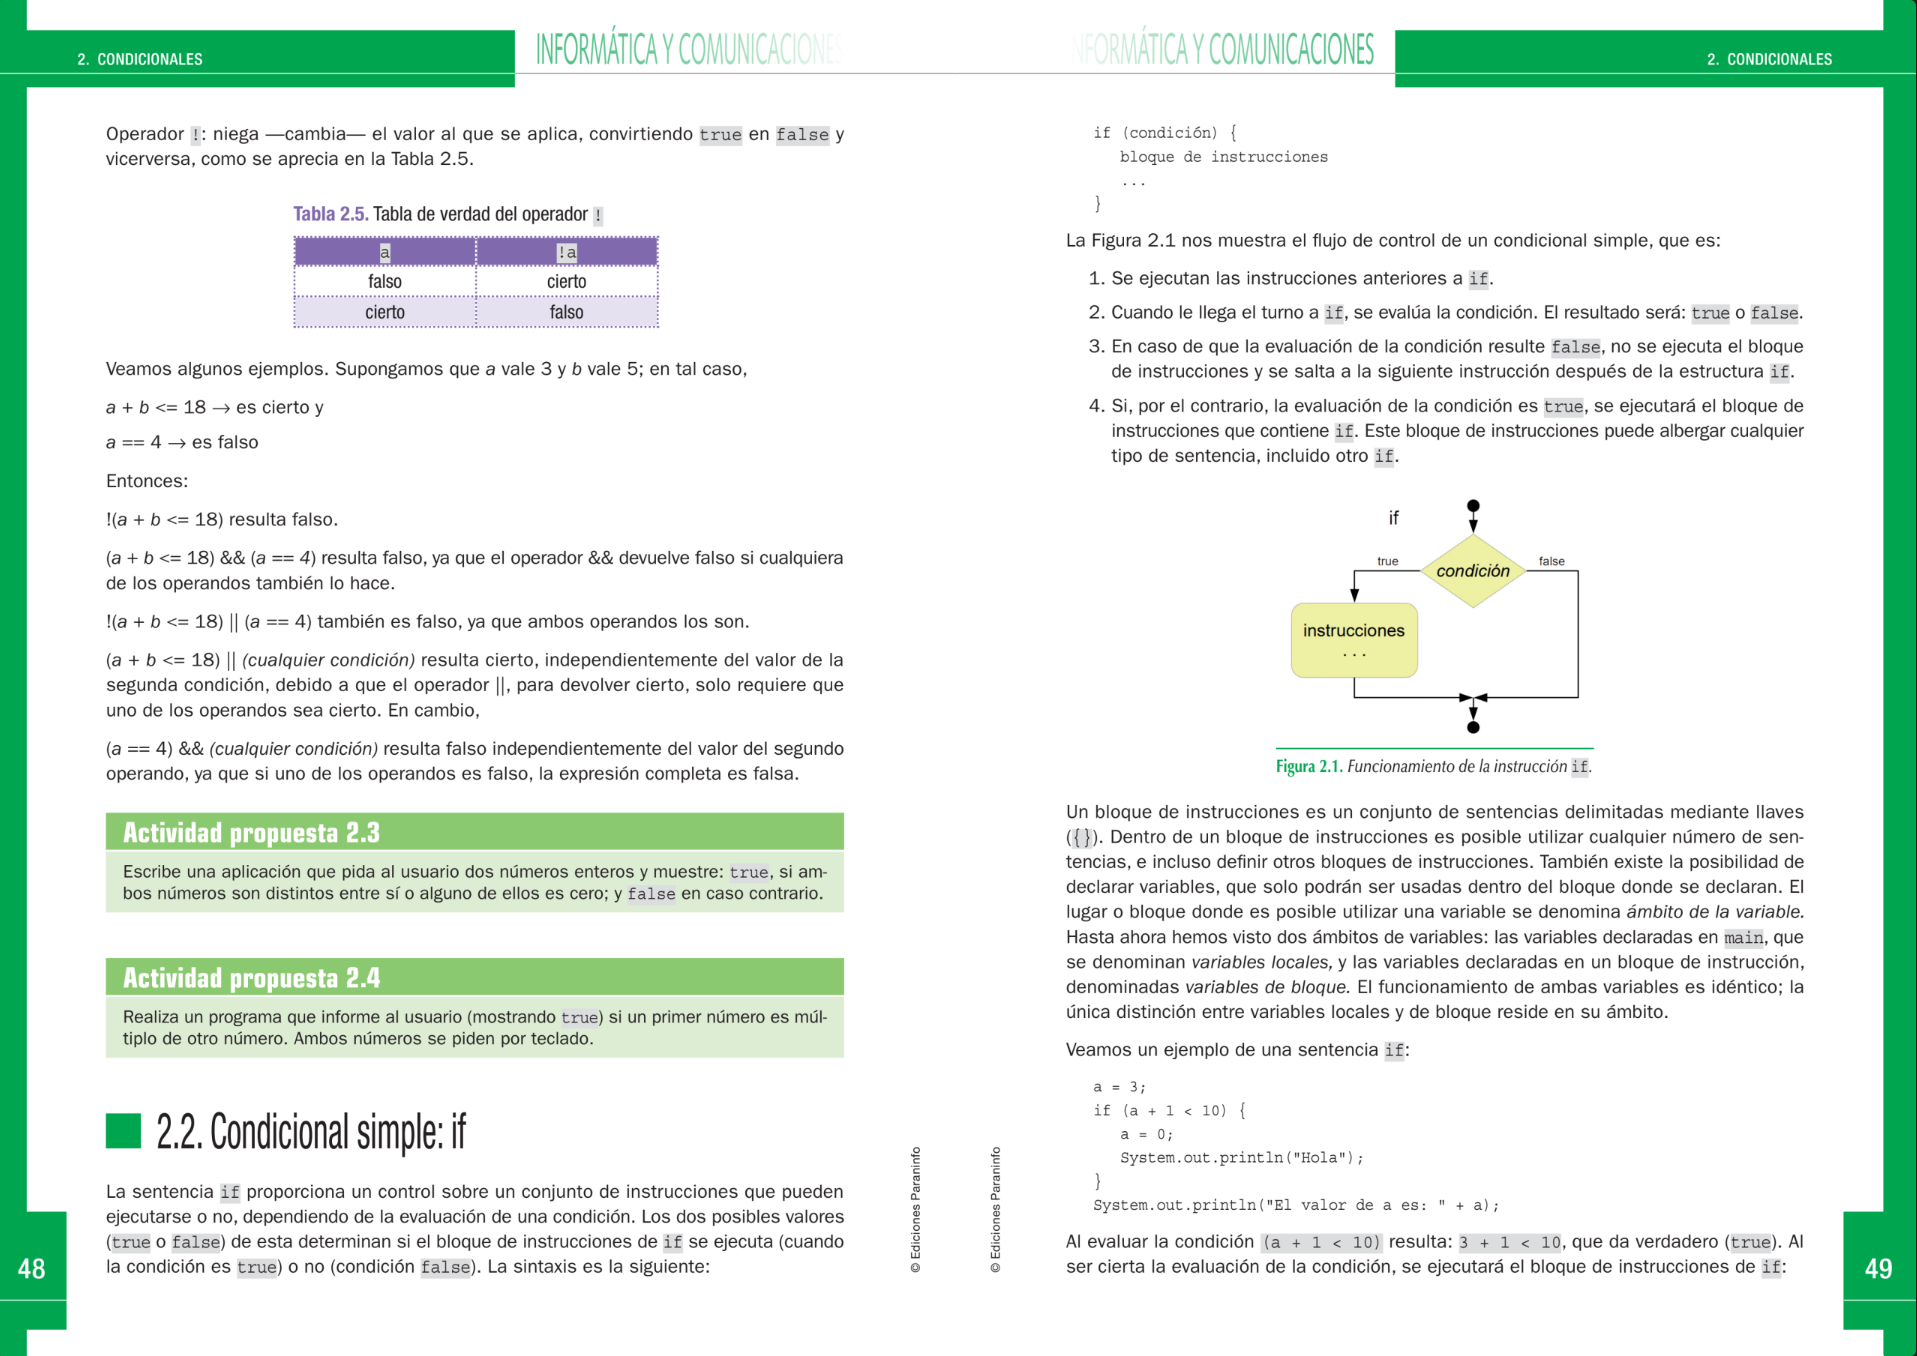 2. CONDICIONALES
INFORMÁTICA Y COMUNICACIONES
Operador !: niega —cambia— el valor al que se aplica, convirtiendo true en false y
vicerversa, como se aprecia en la Tabla 2.5.
Tabla 2.5. Tabla de verdad del operador !
a !a
falso cierto
cierto falso
Veamos algunos ejemplos. Supongamos que a vale 3 y b vale 5; en tal caso,
a + b <= 18 → es cierto y
a == 4 → es falso
Entonces:
!(a + b <= 18) resulta falso.
(a + b <= 18) && (a == 4) resulta falso, ya que el operador && devuelve falso si cualquiera
de los operandos también lo hace.
!(a + b <= 18) || (a == 4) también es falso, ya que ambos operandos los son.
(a + b <= 18) || (cualquier condición) resulta cierto, independientemente del valor de la
segunda condición, debido a que el operador ||, para devolver cierto, solo requiere que
uno de los operandos sea cierto. En cambio,
(a == 4) && (cualquier condición) resulta falso independientemente del valor del segundo
operando, ya que si uno de los operandos es falso, la expresión completa es falsa.
Actividad propuesta 2.3
Escribe una aplicación que pida al usuario dos números enteros y muestre: true, si am-
bos números son distintos entre sí o alguno de ellos es cero; y false en caso contrario.
Actividad propuesta 2.4
Realiza un programa que informe al usuario (mostrando true) si un primer número es múl-
tiplo de otro número. Ambos números se piden por teclado.
2.2. Condicional simple: if
La sentencia if proporciona un control sobre un conjunto de instrucciones que pueden
ejecutarse o no, dependiendo de la evaluación de una condición. Los dos posibles valores
(true o false) de esta determinan si el bloque de instrucciones de if se ejecuta (cuando
la condición es true) o no (condición false). La sintaxis es la siguiente:
48
© Ediciones Paraninfo
INFORMÁTICA Y COMUNICACIONES
2. CONDICIONALES
if (condición) {
bloque de instrucciones
...
}
La Figura 2.1 nos muestra el flujo de control de un condicional simple, que es:
1. Se ejecutan las instrucciones anteriores a if.
2. Cuando le llega el turno a if, se evalúa la condición. El resultado será: true o false.
3. En caso de que la evaluación de la condición resulte false, no se ejecuta el bloque
de instrucciones y se salta a la siguiente instrucción después de la estructura if.
4. Si, por el contrario, la evaluación de la condición es true, se ejecutará el bloque de
instrucciones que contiene if. Este bloque de instrucciones puede albergar cualquier
tipo de sentencia, incluido otro if.
if
true
condición
false
instrucciones
...
Figura 2.1. Funcionamiento de la instrucción if.
Un bloque de instrucciones es un conjunto de sentencias delimitadas mediante llaves
({}). Dentro de un bloque de instrucciones es posible utilizar cualquier número de sen-
tencias, e incluso definir otros bloques de instrucciones. También existe la posibilidad de
declarar variables, que solo podrán ser usadas dentro del bloque donde se declaran. El
lugar o bloque donde es posible utilizar una variable se denomina ámbito de la variable.
Hasta ahora hemos visto dos ámbitos de variables: las variables declaradas en main, que
se denominan variables locales, y las variables declaradas en un bloque de instrucción,
denominadas variables de bloque. El funcionamiento de ambas variables es idéntico; la
única distinción entre variables locales y de bloque reside en su ámbito.
Veamos un ejemplo de una sentencia if:
a = 3;
if (a + 1 < 10) {
a = 0;
System.out.println("Hola");
}
System.out.println("El valor de a es: " + a);
Al evaluar la condición (a + 1 < 10) resulta: 3 + 1 < 10, que da verdadero (true). Al
ser cierta la evaluación de la condición, se ejecutará el bloque de instrucciones de if:
© Ediciones Paraninfo
49